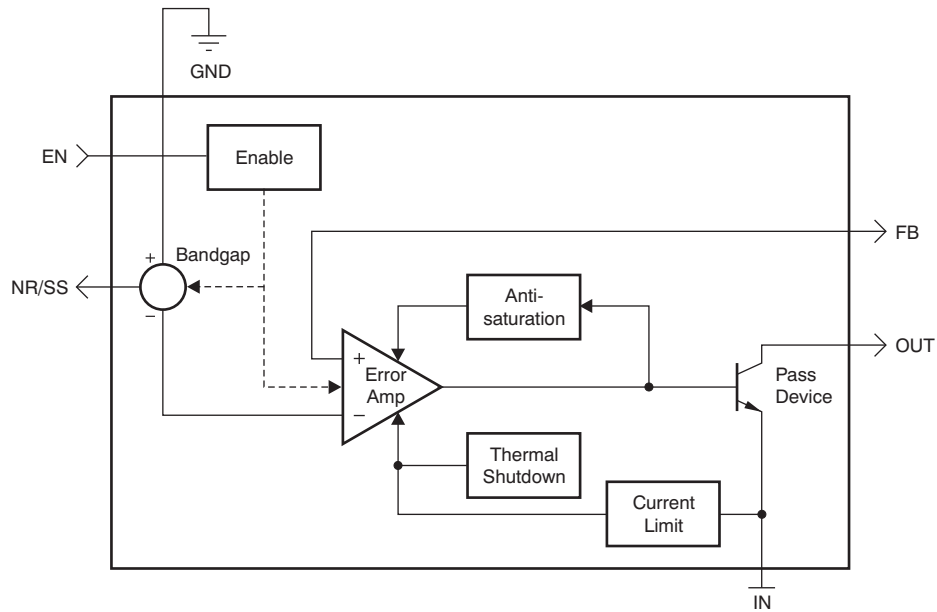 GND
EN
Enable
+
Bandgap
FB
NR/SS
−
Anti-
saturation
OUT
+
Error
Amp
−
Pass
Device
Thermal
Shutdown
Current
Limit
IN